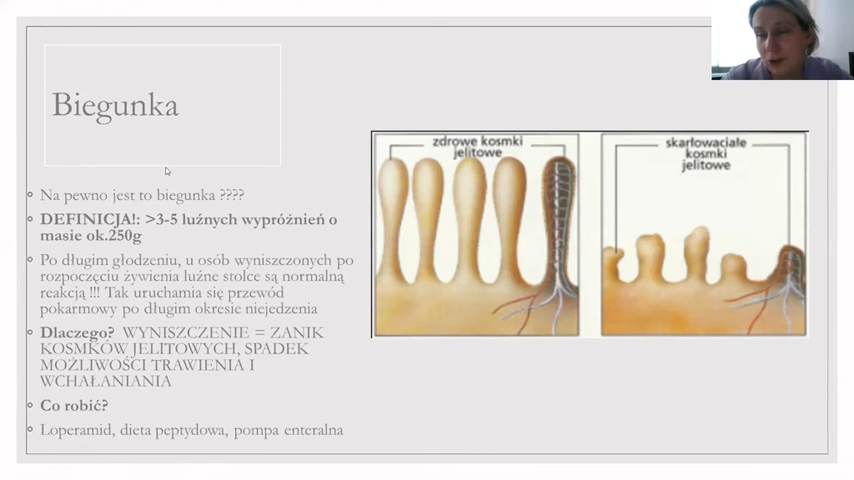 Biegunka
Na pewno jest to biegunka ????
DEFINICJA!: >3-5 luźnych wypróżnień o
masie ok.250g
Po długim głodzeniu, u osób wyniszczonych po
rozpoczęciu żywienia luźne stolce są normalną
reakcją !!! Tak uruchamia się przewód
pokarmowy po długim okresie niejedzenia
Dlaczego? WYNISZCZENIE = ZANIK
KOSMKÓW JELITOWYCH, SPADEK
MOŻLIWOŚCI TRAWIENIA I
WCHAŁANIANIA
Co robić?
Loperamid, dieta peptydowa, pompa enteralna
zdrowe kosmki
jelitowe
skarłowaciałe
kosmki
jelitowe